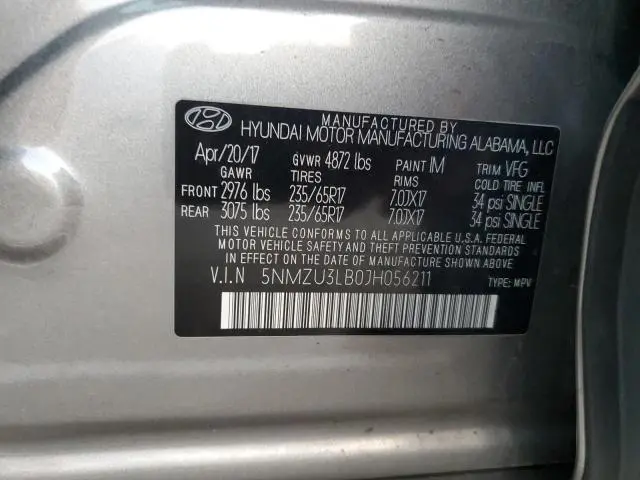 MANUFACTURED BY
HYUNDAI MOTOR MANUFACTURING ALABAMA, LLC
Apr/20/17 GVWR 4872 lbs PAINT IM TRIM VFG
GAWR TIRES RIMS COLD TIRE INFL
FRONT 2976 lbs 235/65R17 7.0JX17 34 psi SINGLE
REAR 3075 lbs 235/65R17 7.0JX17 34 psi SINGLE
THIS VEHICLE CONFORMS TO ALL APPLICABLE U.S.A. FEDERAL
MOTOR VEHICLE SAFETY AND THEFT PREVENTION STANDARDS
IN EFFECT ON THE DATE OF MANUFACTURE SHOWN ABOVE.
V.I.N 5NMZU3LB0JH056211 TYPE: MPV